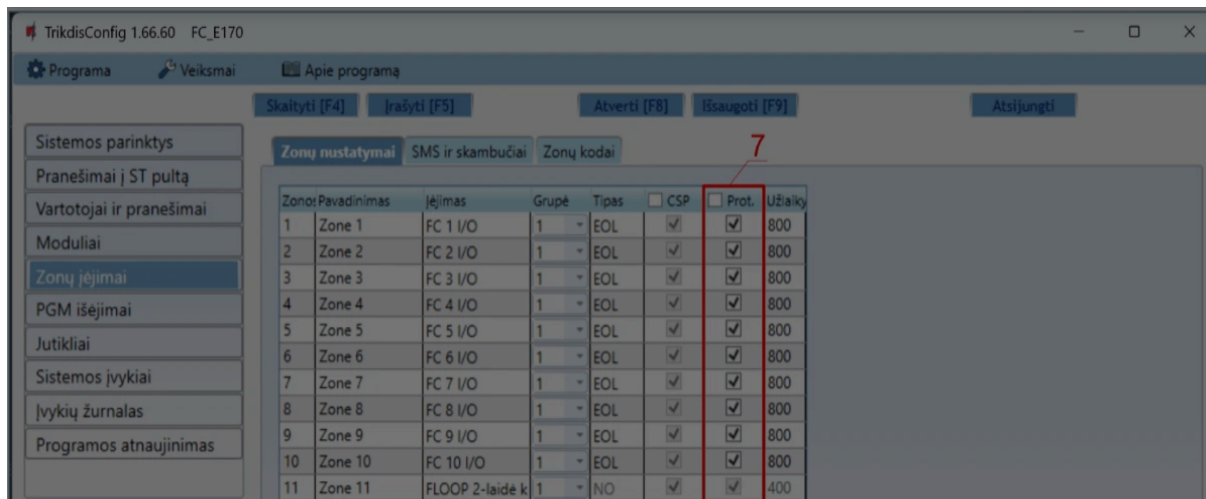 TrikdisConfig 1.66.60 FC_E170
Programa Veiksmai Apie programą
Skaityti [F4] Įrašyti [F5] Atverti [F8] Išsaugoti [F9] Atsijungti
Sistemos parinktys
Pranešimai į ST pultą
Vartotojai ir pranešimai
Moduliai
Zonų įėjimai
PGM išėjimai
Jutikliai
Sistemos įvykiai
Įvykių žurnalas
Programos atnaujinimas
Zonų nustatymai SMS ir skambučiai Zonų kodai
7
Zonos Pavadinimas Įėjimas Grupė Tipas CSP Prot. Užlaiky
1 Zone 1 FC 1 I/O 1 EOL 800
2 Zone 2 FC 2 I/O 1 EOL 800
3 Zone 3 FC 3 I/O 1 EOL 800
4 Zone 4 FC 4 I/O 1 EOL 800
5 Zone 5 FC 5 I/O 1 EOL 800
6 Zone 6 FC 6 I/O 1 EOL 800
7 Zone 7 FC 7 I/O 1 EOL 800
8 Zone 8 FC 8 I/O 1 EOL 800
9 Zone 9 FC 9 I/O 1 EOL 800
10 Zone 10 FC 10 I/O 1 EOL 800
11 Zone 11 FLOOP 2-laidė k 1 NO 400